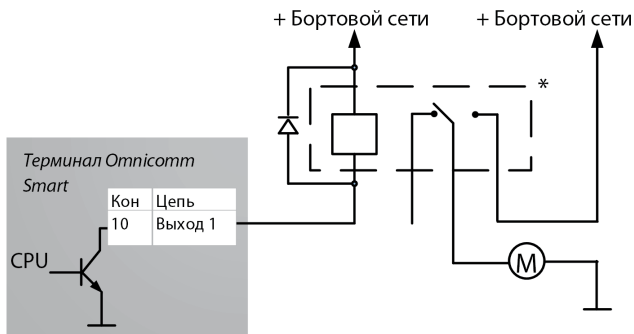 + Бортовой сети
+ Бортовой сети
*
Терминал Omnicomm
Smart
Кон Цепь
10 Выход 1
CPU
M